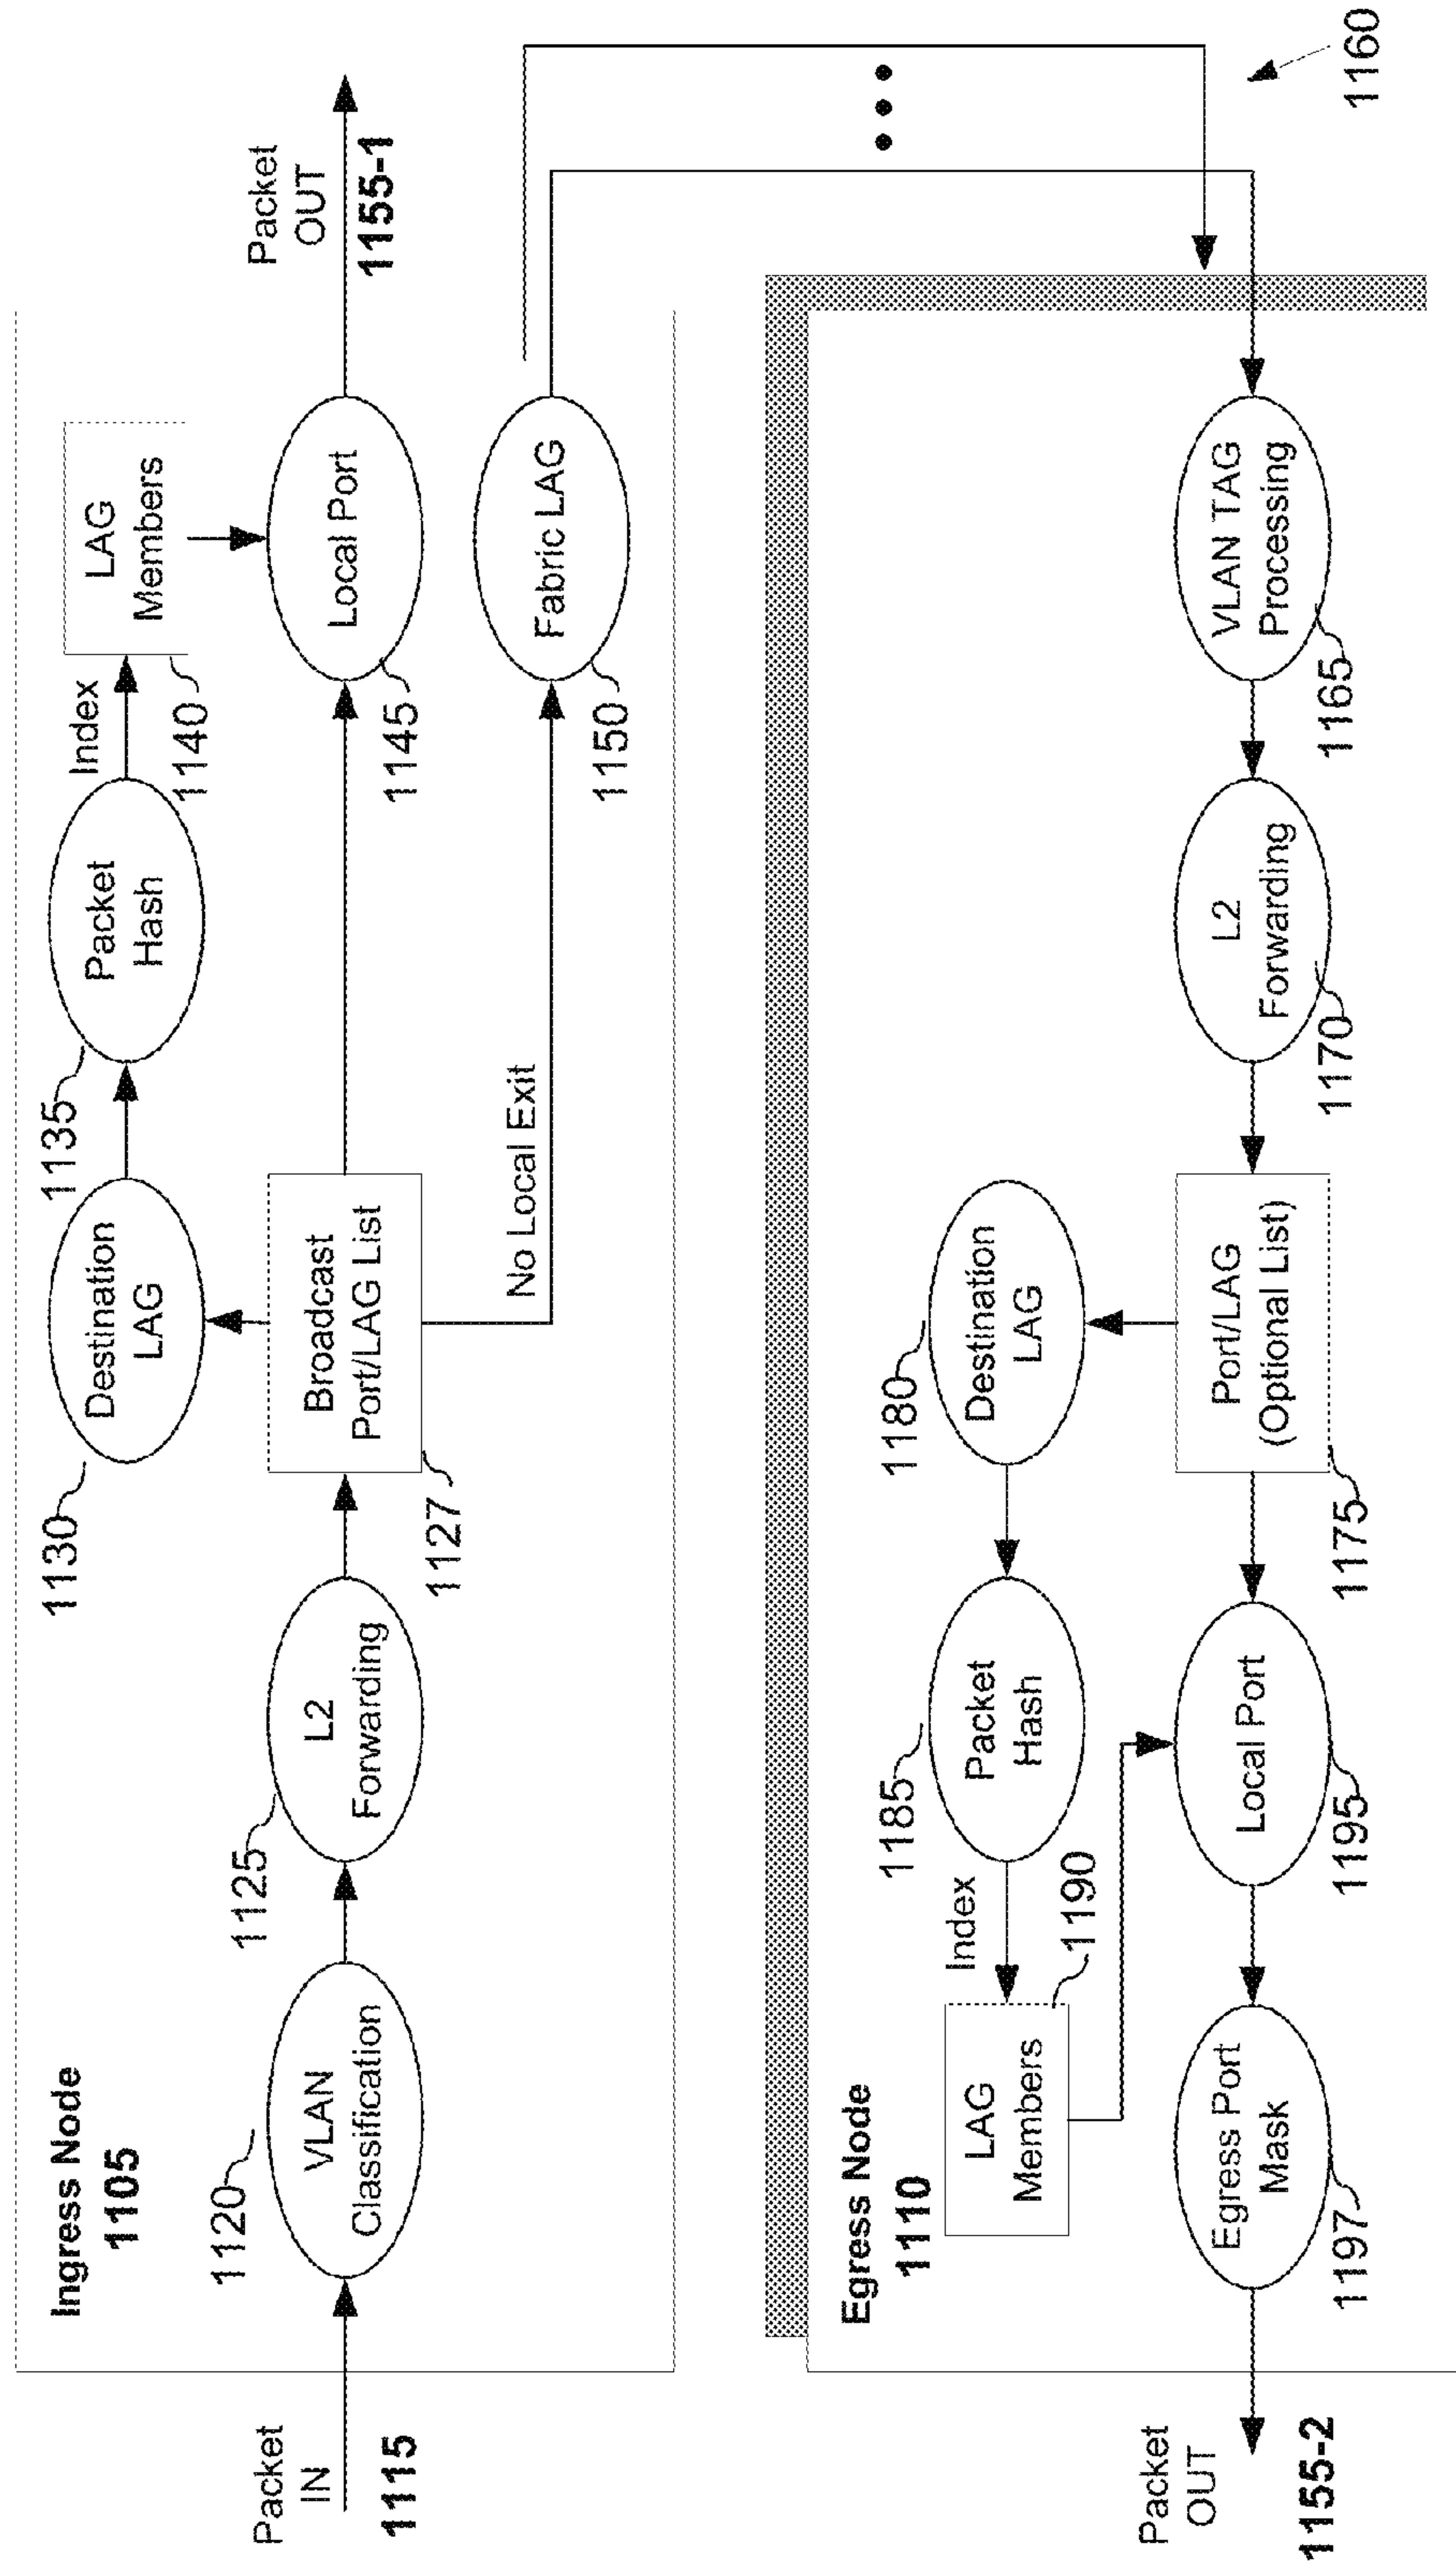 Ingress Node
1105
Packet
IN
1115
1120
VLAN
Classification
1125
L2
Forwarding
1127
Broadcast
Port/LAG List
1130
Destination
LAG
1135
Packet
Hash
Index
1140
LAG
Members
1145
Local Port
Packet
OUT
1155-1
No Local Exit
1150
Fabric LAG
1160
Egress Node
1110
VLAN TAG
Processing
1165
L2
Forwarding
1170
Port/LAG
(Optional List)
1175
1180
Destination
LAG
1185
Packet
Hash
Index
1190
LAG
Members
Local Port
1195
Egress Port
Mask
1197
Packet
OUT
1155-2